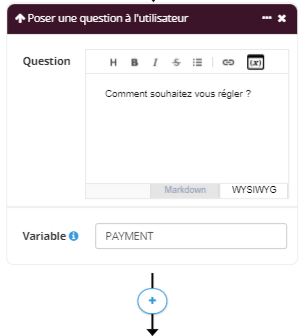 Poser une question à l'utilisateur
Question
H B I S
{x}
Comment souhaitez vous régler ?
Markdown WYSIWYG
Variable
PAYMENT